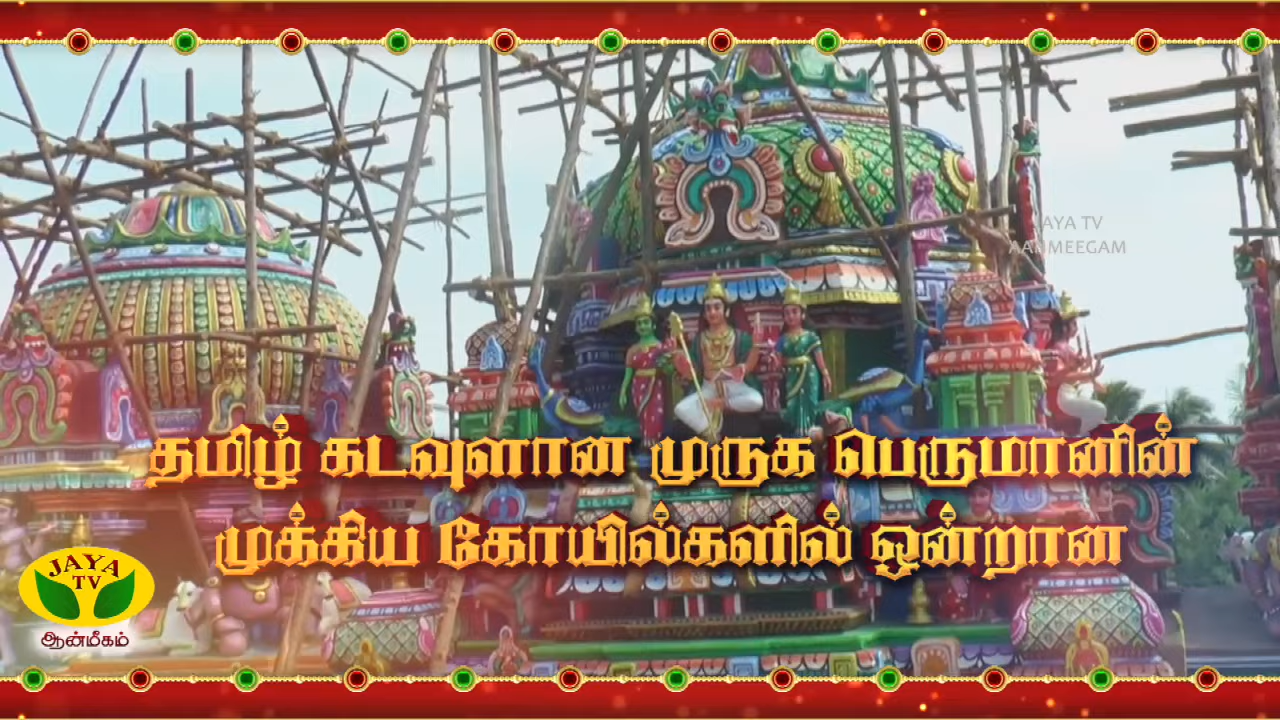 JAYA TV
AANMEEGAM
தமிழ் கடவுளான முருக பெருமானின்
முக்கிய கோயில்களில் ஒன்றான
JAYA
TV
ஆன்மீகம்